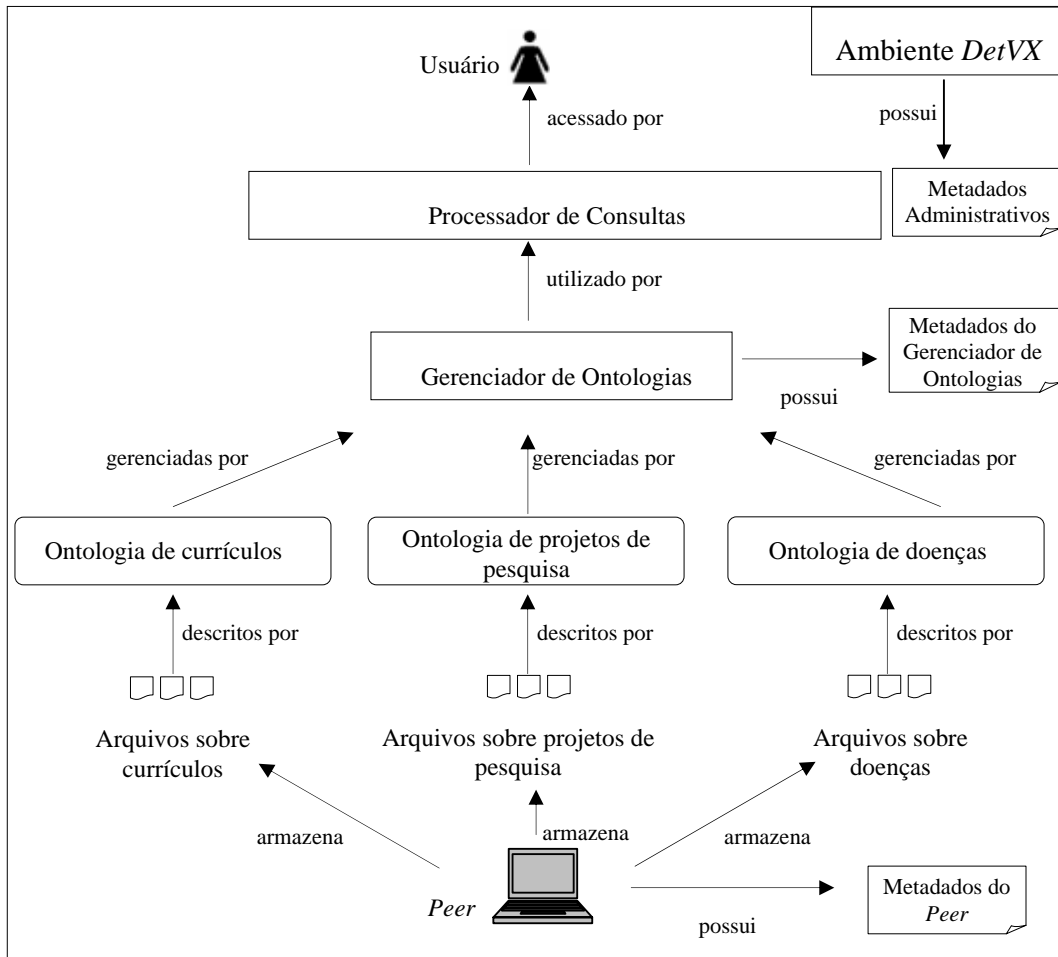 Ambiente DetVX
Usuário
acessado por
possui
Processador de Consultas
Metadados
Administrativos
utilizado por
Gerenciador de Ontologias
Metadados do
Gerenciador de
Ontologias
possui
gerenciadas por
gerenciadas por
gerenciadas por
Ontologia de currículos
Ontologia de projetos de
pesquisa
Ontologia de doenças
descritos por
descritos por
descritos por
Arquivos sobre
currículos
Arquivos sobre projetos de
pesquisa
Arquivos sobre
doenças
armazena
armazena
armazena
Peer
possui
Metadados do
Peer